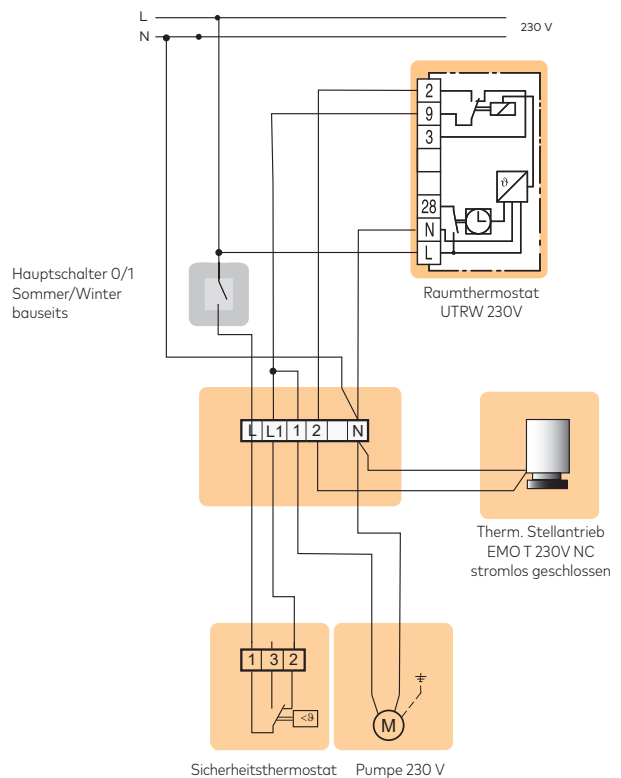 L
N
230 V
2
9
3
28
N
L
ϑ
Raumthermostat
UTRW 230V
Hauptschalter 0/1
Sommer/Winter
bauseits
L L1 1 2 N
Therm. Stellantrieb
EMO T 230V NC
stromlos geschlossen
1 3 2
<ϑ
M
Sicherheitsthermostat
Pumpe 230 V